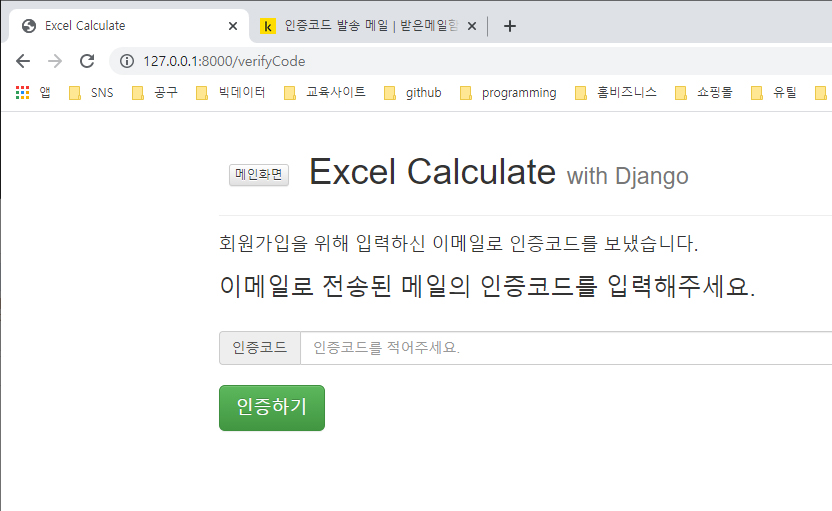 Excel Calculate
인증코드 발송 메일 | 받은메일함
127.0.0.1:8000/verifyCode
앱 SNS 공구 빅데이터 교육사이트 github programming 홈비즈니스 쇼핑몰 유틸
메인화면 Excel Calculate with Django
회원가입을 위해 입력하신 이메일로 인증코드를 보냈습니다.
이메일로 전송된 메일의 인증코드를 입력해주세요.
인증코드 인증코드를 적어주세요.
인증하기